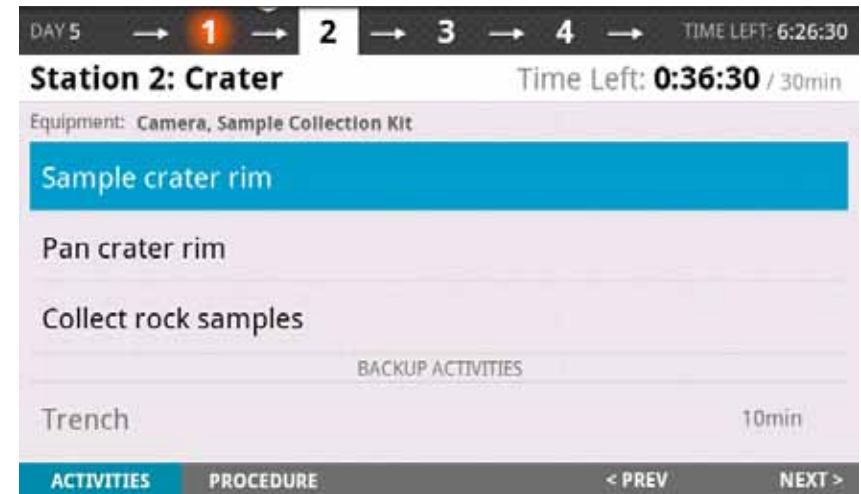 DAY 5 → 1 → 2 → 3 → 4 → TIME LEFT: 6:26:30
Station 2: Crater Time Left: 0:36:30 / 30min
Equipment: Camera, Sample Collection Kit
Sample crater rim
Pan crater rim
Collect rock samples
BACKUP ACTIVITIES
Trench 10min
ACTIVITIES PROCEDURE < PREV NEXT >